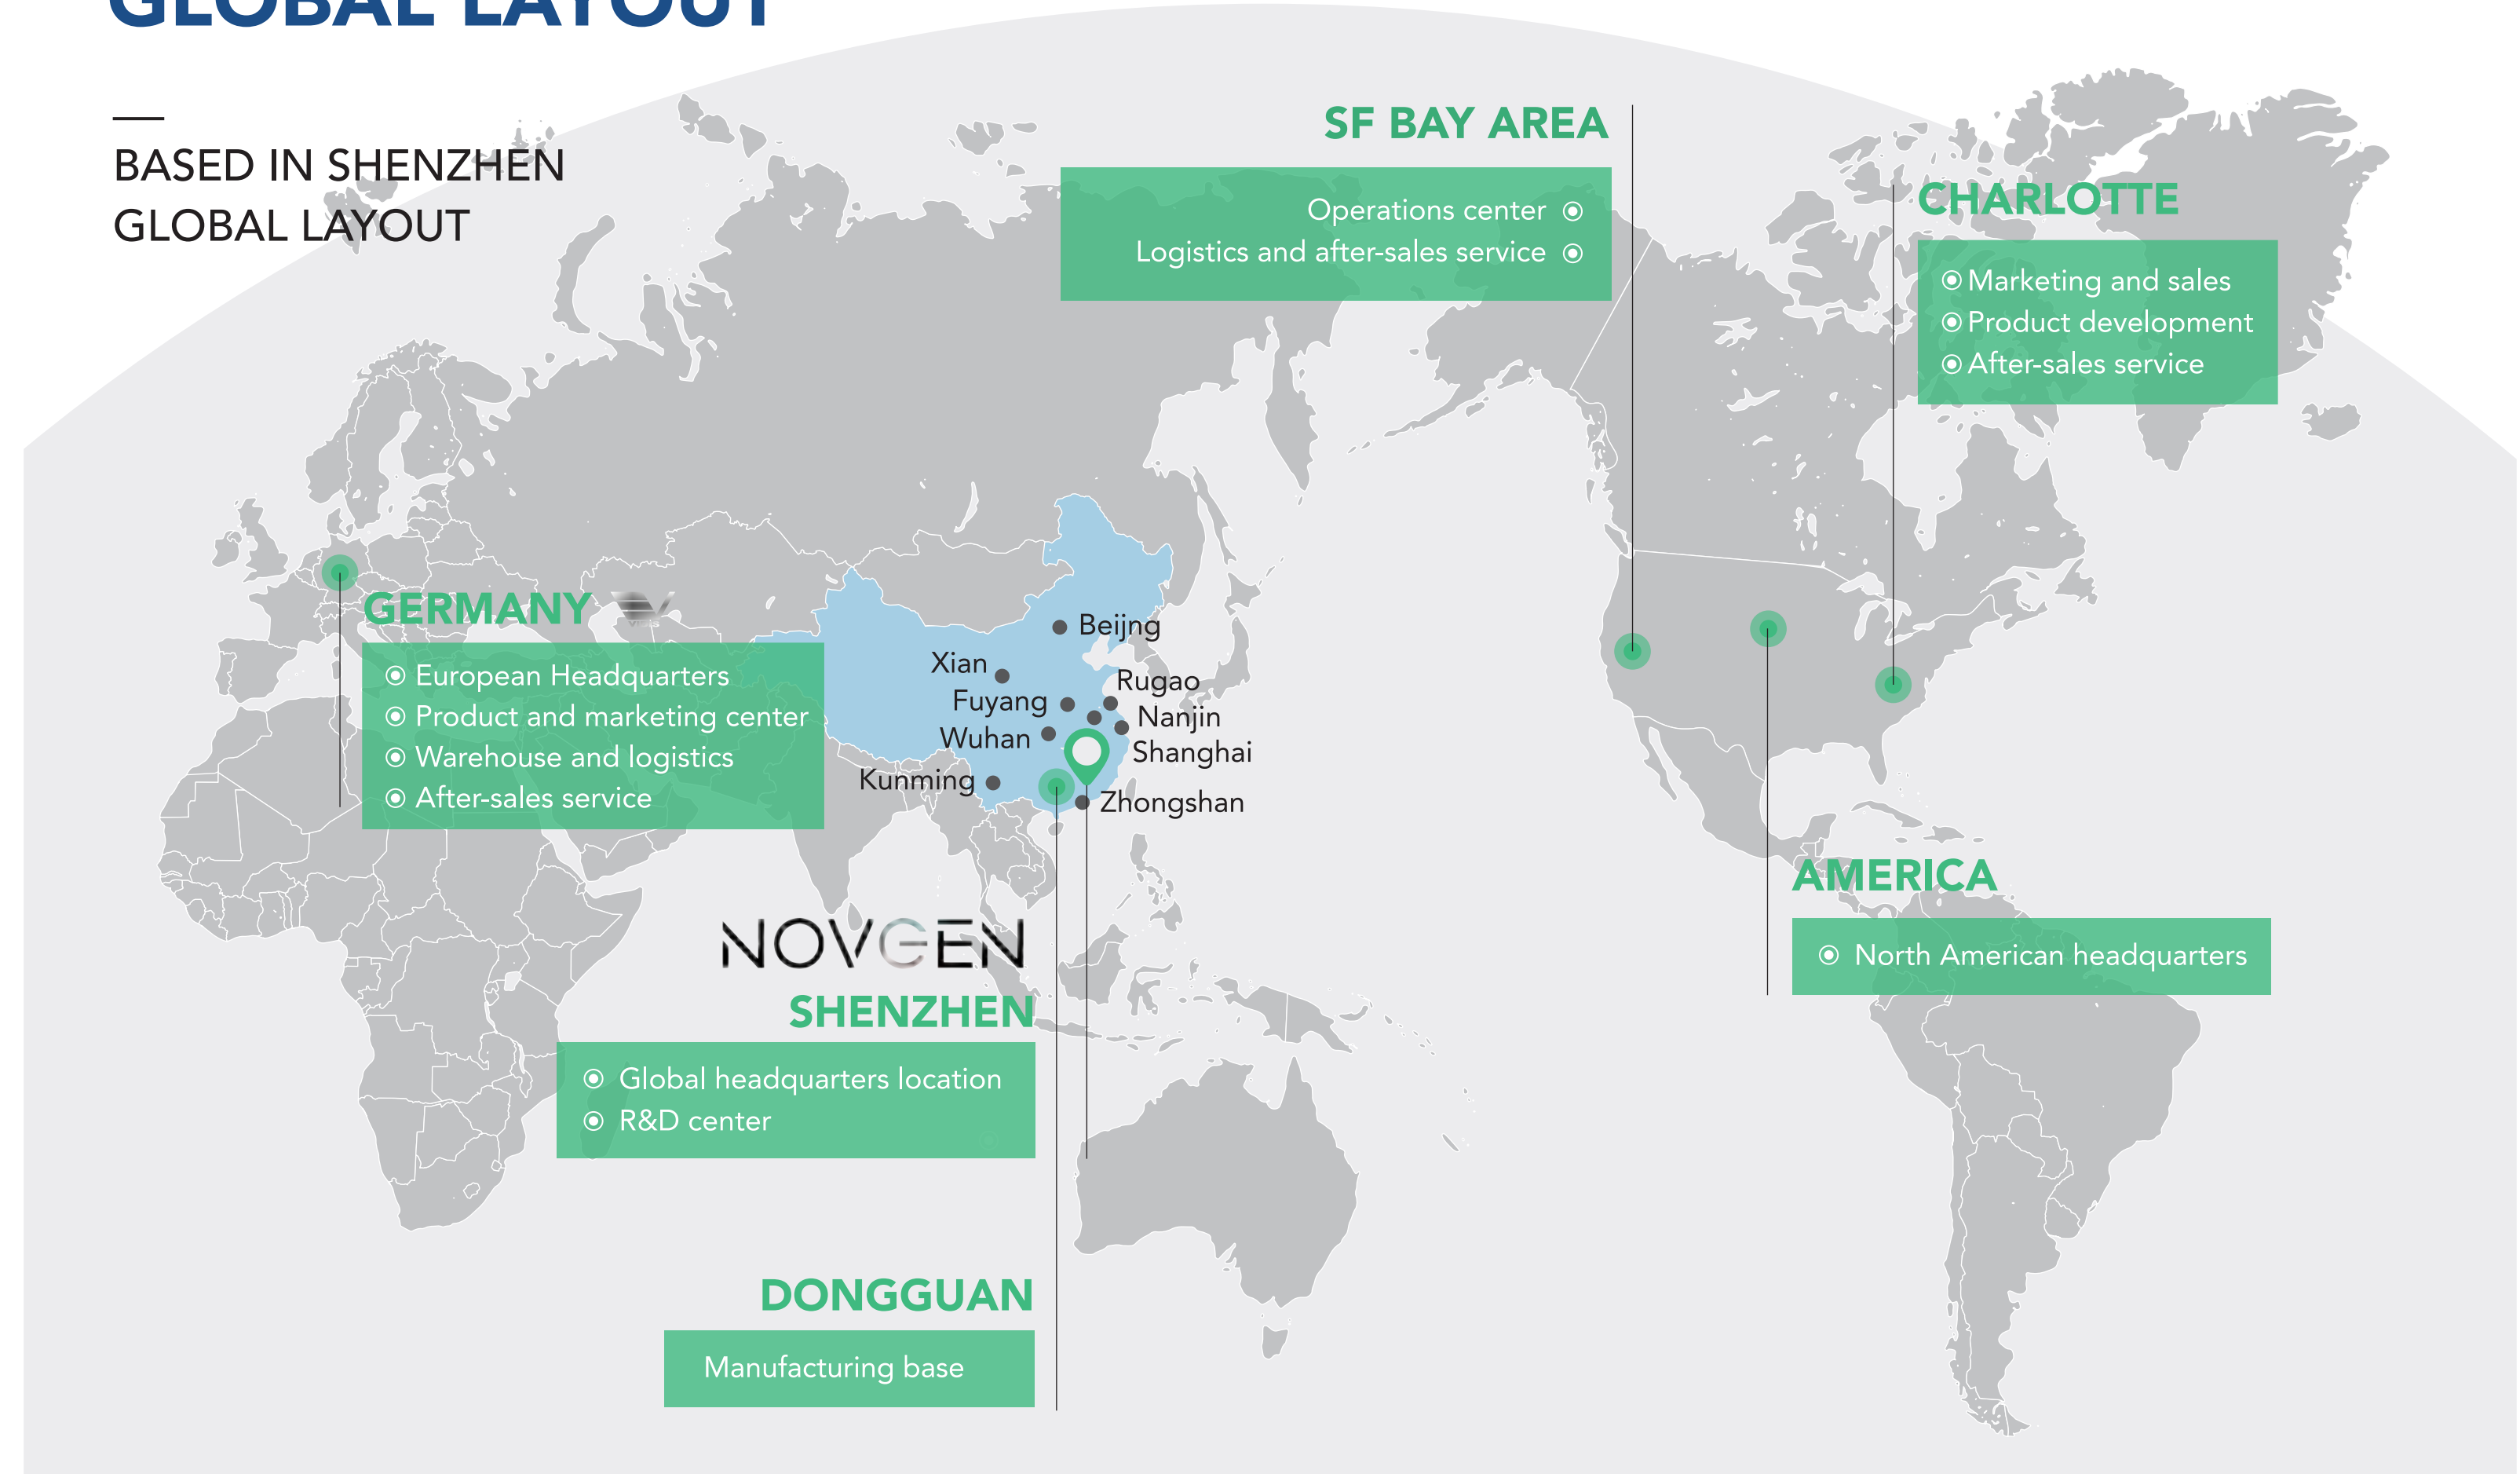 GLOBAL LAYOUT
BASED IN SHENZHEN
GLOBAL LAYOUT
SF BAY AREA
Operations center
Logistics and after-sales service
CHARLOTTE
Marketing and sales
Product development
After-sales service
GERMANY
European Headquarters
Product and marketing center
Warehouse and logistics
After-sales service
Beijng
Xian
Rugao
Fuyang
Nanjin
Wuhan
Shanghai
Kunming
Zhongshan
AMERICA
North American headquarters
NOVGEN
SHENZHEN
Global headquarters location
R&D center
DONGGUAN
Manufacturing base